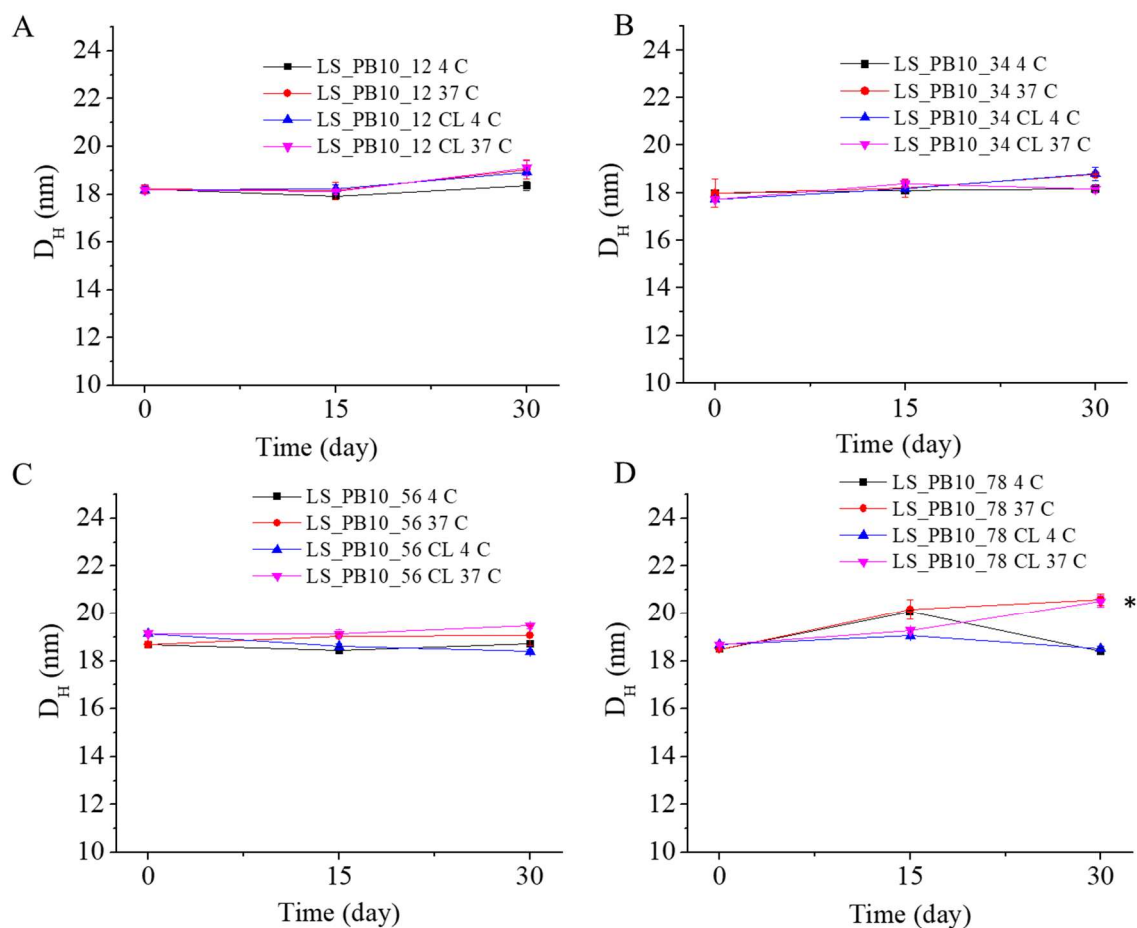 A
24
22
20
18
16
14
12
10
D_H (nm)
LS_PB10_12 4 C
LS_PB10_12 37 C
LS_PB10_12 CL 4 C
LS_PB10_12 CL 37 C
0 15 30
Time (day)
B
24
22
20
18
16
14
12
10
D_H (nm)
LS_PB10_34 4 C
LS_PB10_34 37 C
LS_PB10_34 CL 4 C
LS_PB10_34 CL 37 C
0 15 30
Time (day)
C
24
22
20
18
16
14
12
10
D_H (nm)
LS_PB10_56 4 C
LS_PB10_56 37 C
LS_PB10_56 CL 4 C
LS_PB10_56 CL 37 C
0 15 30
Time (day)
D
24
22
20
18
16
14
12
10
D_H (nm)
LS_PB10_78 4 C
LS_PB10_78 37 C
LS_PB10_78 CL 4 C
LS_PB10_78 CL 37 C
*
0 15 30
Time (day)